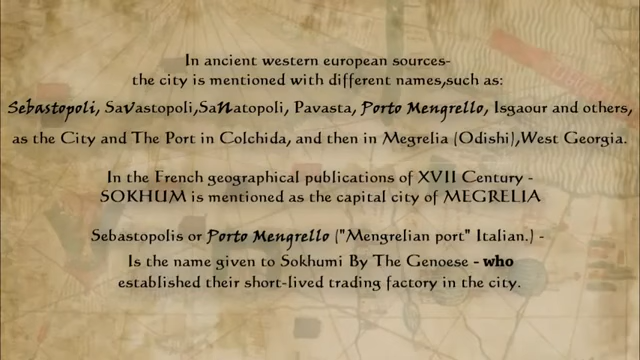 In ancient western european sources-
the city is mentioned with different names,such as:
Sebastopoli, SaVastopoli,SaNatopoli, Pavasta, Porto Mengrello, Isgaour and others,
as the City and The Port in Colchida, and then in Megrelia (Odishi),West Georgia.
In the French geographical publications of XVII Century -
SOKHUM is mentioned as the capital city of MEGRELIA
Sebastopolis or Porto Mengrello ("Mengrelian port" Italian.) -
Is the name given to Sokhumi By The Genoese - who
established their short-lived trading factory in the city.